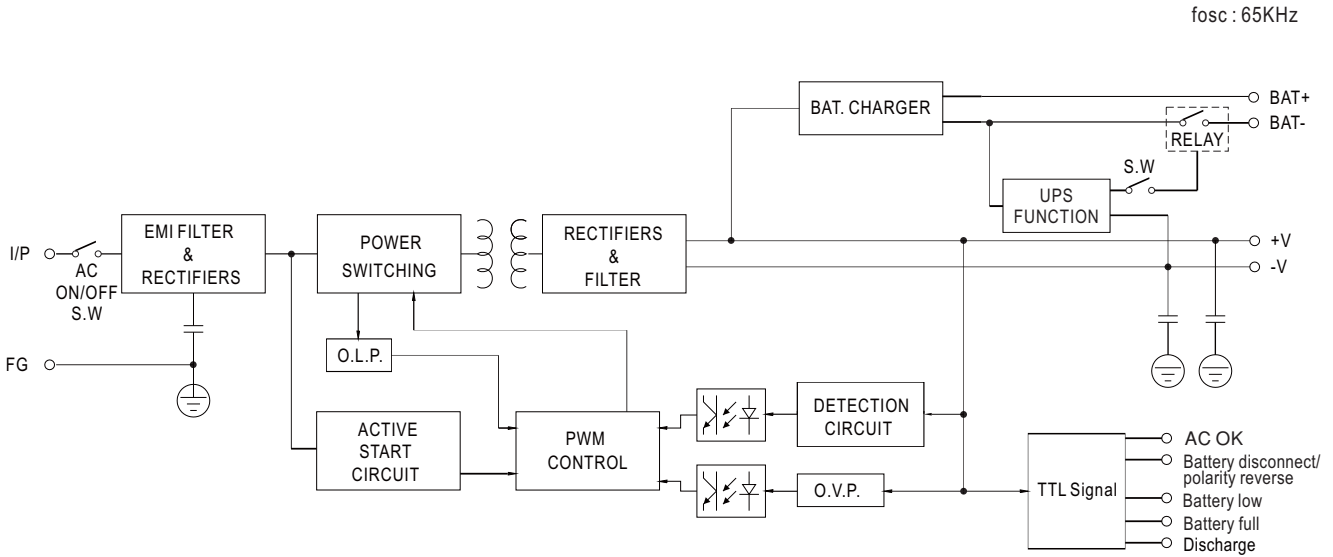 fosc : 65KHz
BAT. CHARGER
BAT+
BAT-
RELAY
S.W
UPS
FUNCTION
I/P
AC
ON/OFF
S.W
EMI FILTER
&
RECTIFIERS
POWER
SWITCHING
RECTIFIERS
&
FILTER
+V
-V
FG
O.L.P.
ACTIVE
START
CIRCUIT
PWM
CONTROL
DETECTION
CIRCUIT
O.V.P.
TTL Signal
AC OK
Battery disconnect/
polarity reverse
Battery low
Battery full
Discharge